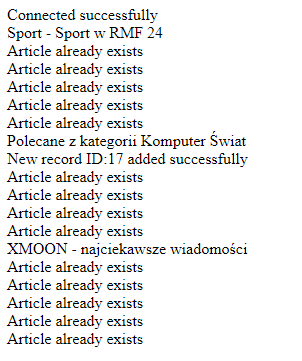 Connected successfully
Sport - Sport w RMF 24
Article already exists
Article already exists
Article already exists
Article already exists
Article already exists
Polecane z kategorii Komputer Świat
New record ID:17 added successfully
Article already exists
Article already exists
Article already exists
Article already exists
XMOON - najciekawsze wiadomości
Article already exists
Article already exists
Article already exists
Article already exists
Article already exists